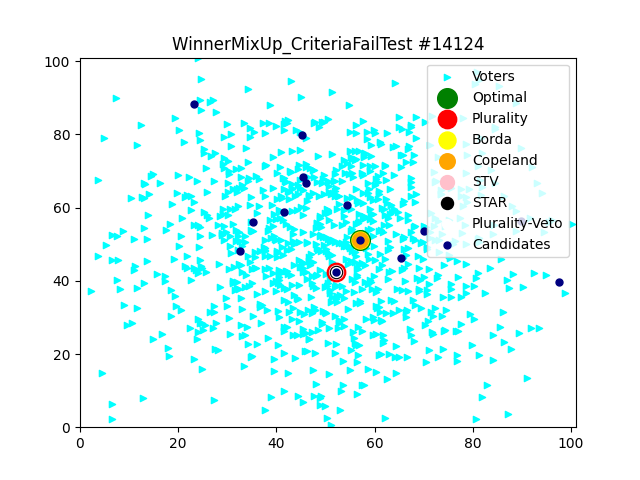 WinnerMixUp_CriteriaFailTest #14124
Voters
Optimal
Plurality
Borda
Copeland
STV
STAR
Plurality-Veto
Candidates
100
80
60
40
20
0
0 20 40 60 80 100